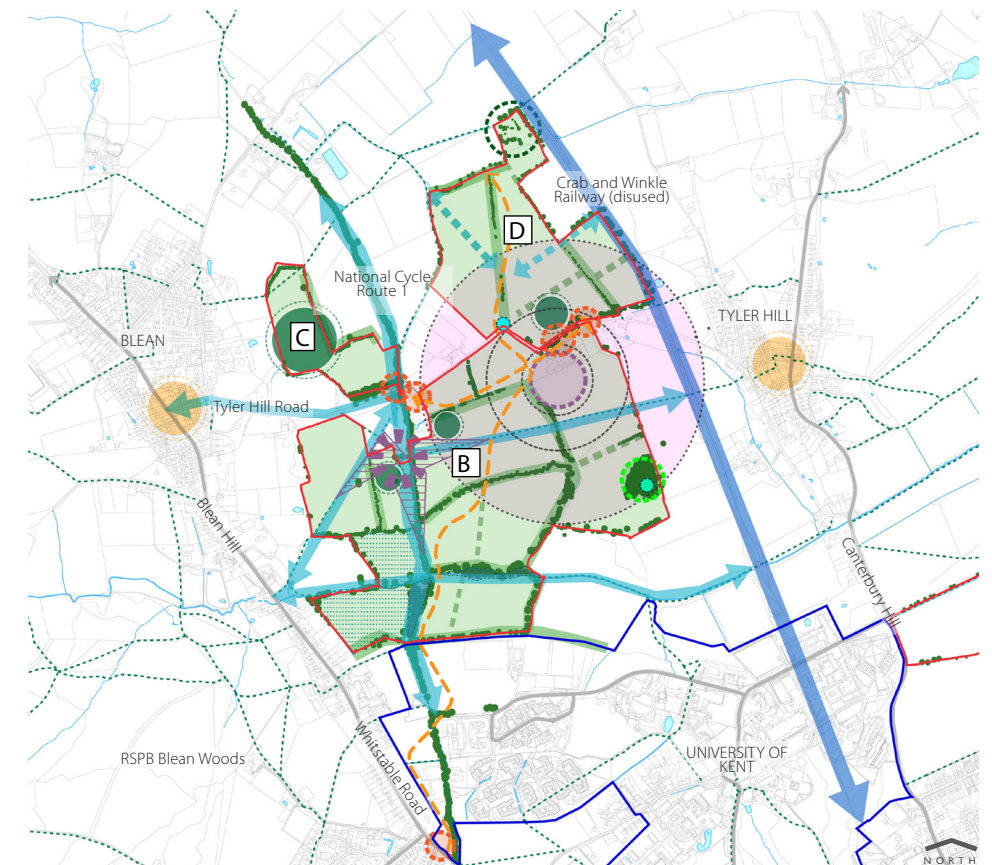 Crab and Winkle
Railway (disused)
D
National Cycle
Route 1
TYLER HILL
C
BLEAN
Tyler Hill Road
B
Blean Hill
Canterbury Hill
Whitstable Road
RSPB Blean Woods
UNIVERSITY OF
KENT
NORTH